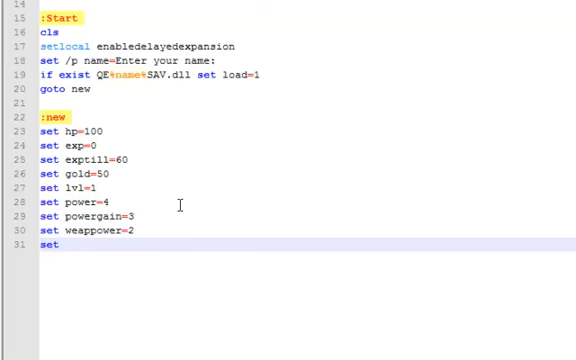 14
15 :Start
16 cls
17 setlocal enabledelayedexpansion
18 set /p name=Enter your name:
19 if exist QE%name%SAV.dll set load=1
20 goto new
21
22 :new
23 set hp=100
24 set exp=0
25 set exptill=60
26 set gold=50
27 set lvl=1
28 set power=4
29 set powergain=3
30 set weappower=2
31 set